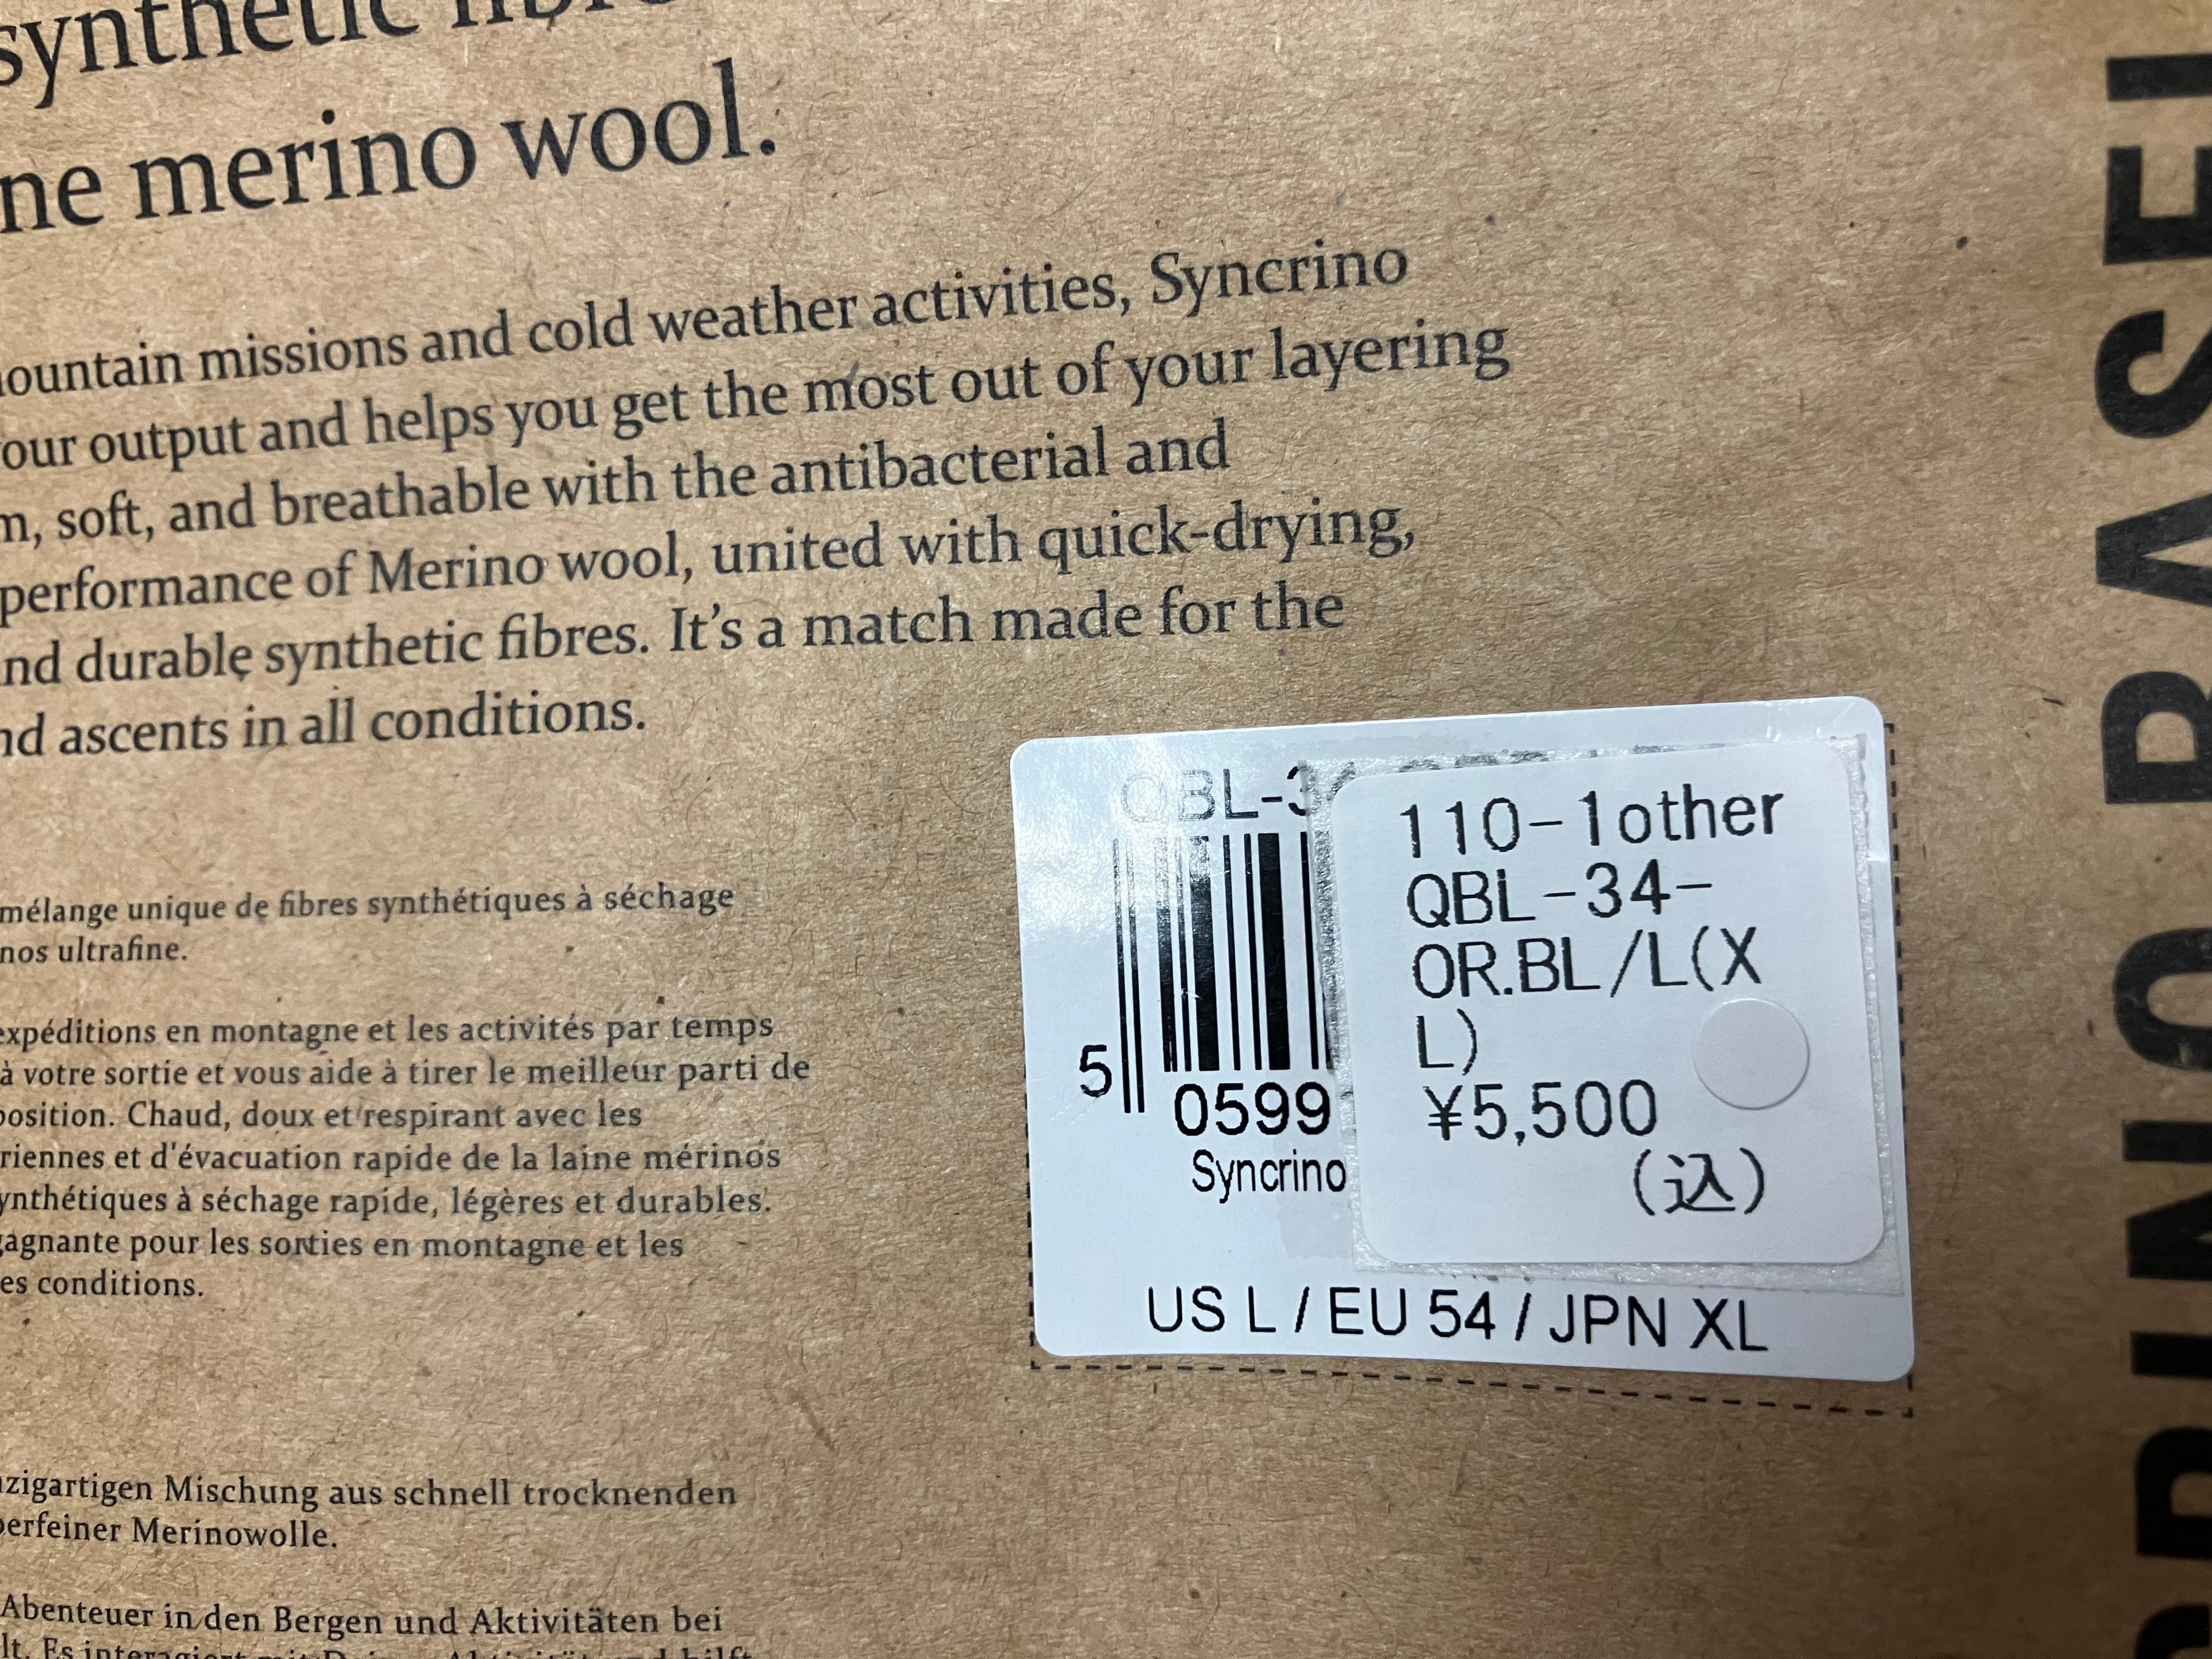 synthetic
ne merino wool.
ountain missions and cold weather activities, Syncrino
our output and helps you get the most out of your layering
m, soft, and breathable with the antibacterial and
performance of Merino wool, united with quick-drying,
nd durable synthetic fibres. It's a match made for the
nd ascents in all conditions.
mélange unique de fibres synthétiques à séchage
nos ultrafine.
expéditions en montagne et les activités par temps
à votre sortie et vous aide à tirer le meilleur parti de
position. Chaud, doux et respirant avec les
riennes et d'évacuation rapide de la laine mérinos
ynthétiques à séchage rapide, légères et durables.
gagnante pour les sorties en montagne et les
es conditions.
nzigartigen Mischung aus schnell trocknenden
perfeiner Merinowolle.
Abenteuer in den Bergen und Aktivitäten bei
lt. Es
QBL-34
5
0599
Syncrino
US L / EU 54 / JPN XL
110-1other
QBL-34-
OR.BL/L(X
L)
¥5,500
(込)